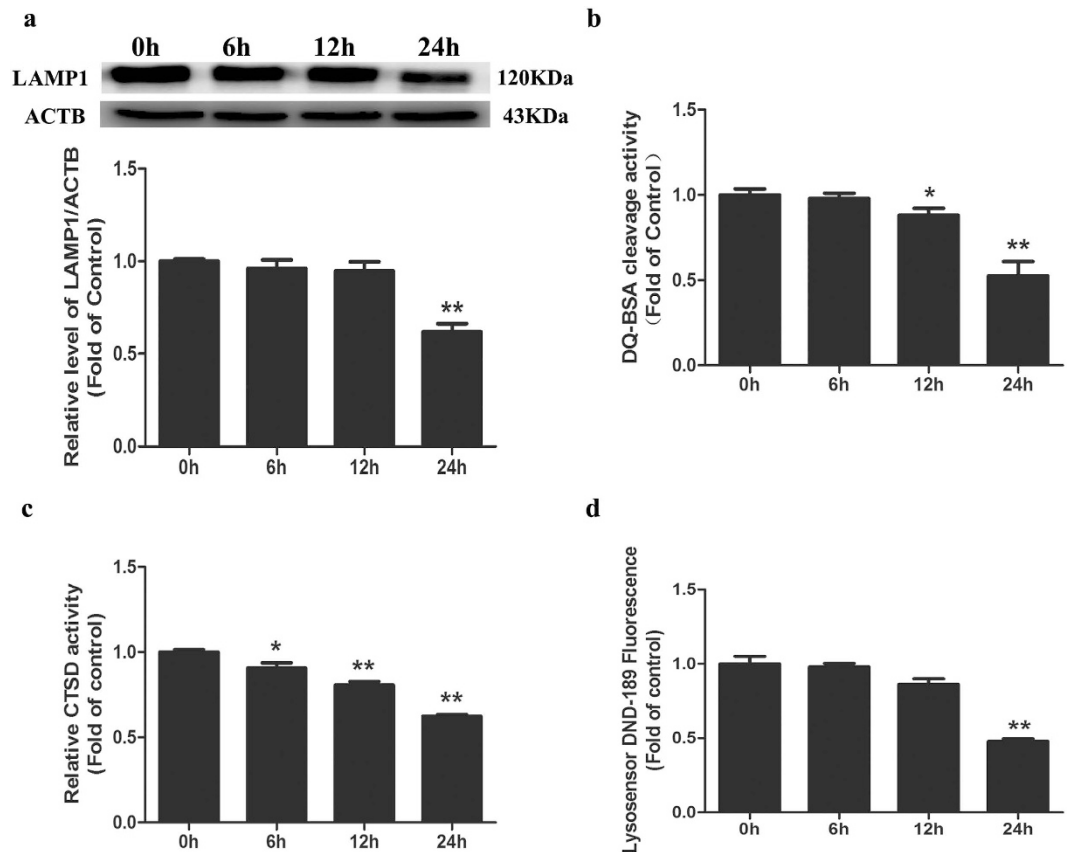 a
0h 6h 12h 24h
LAMP1 120KDa
ACTB 43KDa
Relative level of LAMP1/ACTB
(Fold of Control)
1.5
1.0
0.5
0.0
**
0h 6h 12h 24h
b
DQ-BSA cleavage activity
（Fold of Control）
1.5
1.0
0.5
0.0
*
**
0h 6h 12h 24h
c
Relative CTSD activity
(Fold of control)
1.5
1.0
0.5
0.0
*
**
**
0h 6h 12h 24h
d
Lysosensor DND-189 Fluorescence
(Fold of control)
1.5
1.0
0.5
0.0
**
0h 6h 12h 24h